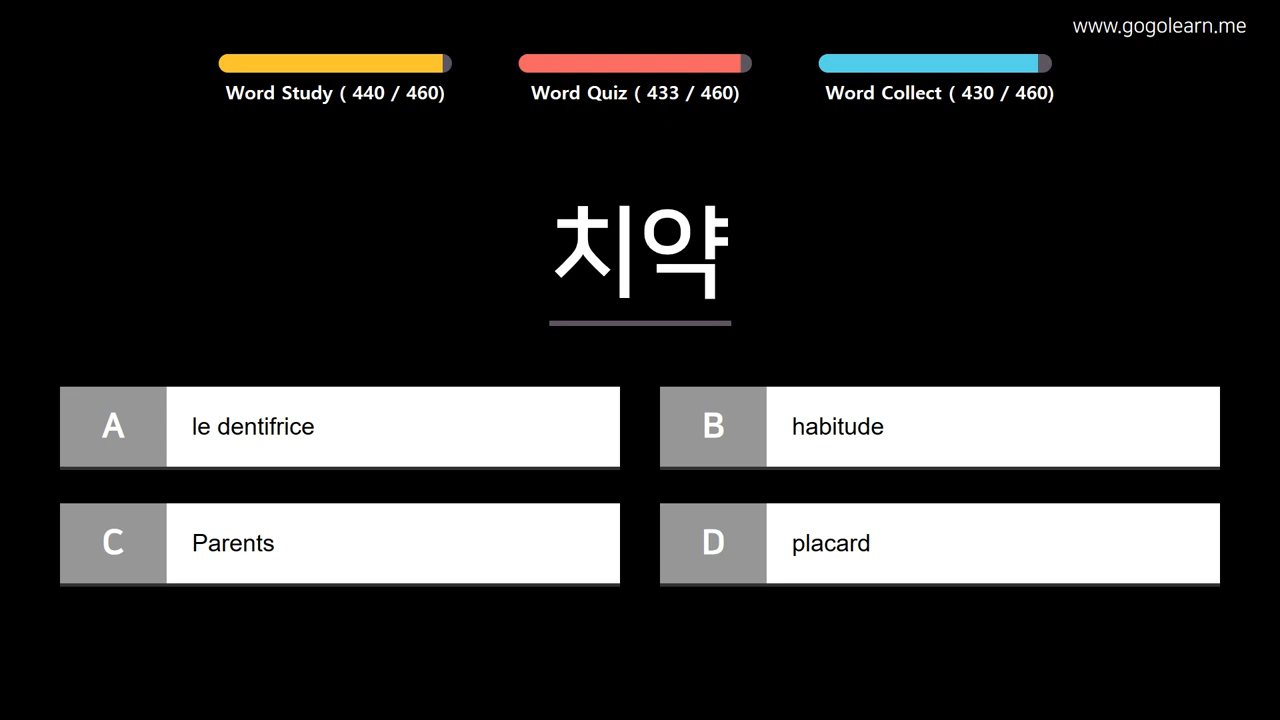 www.gogolearn.me
Word Study ( 440 / 460)
Word Quiz ( 433 / 460)
Word Collect ( 430 / 460)
치약
A
le dentifrice
B
habitude
C
Parents
D
placard